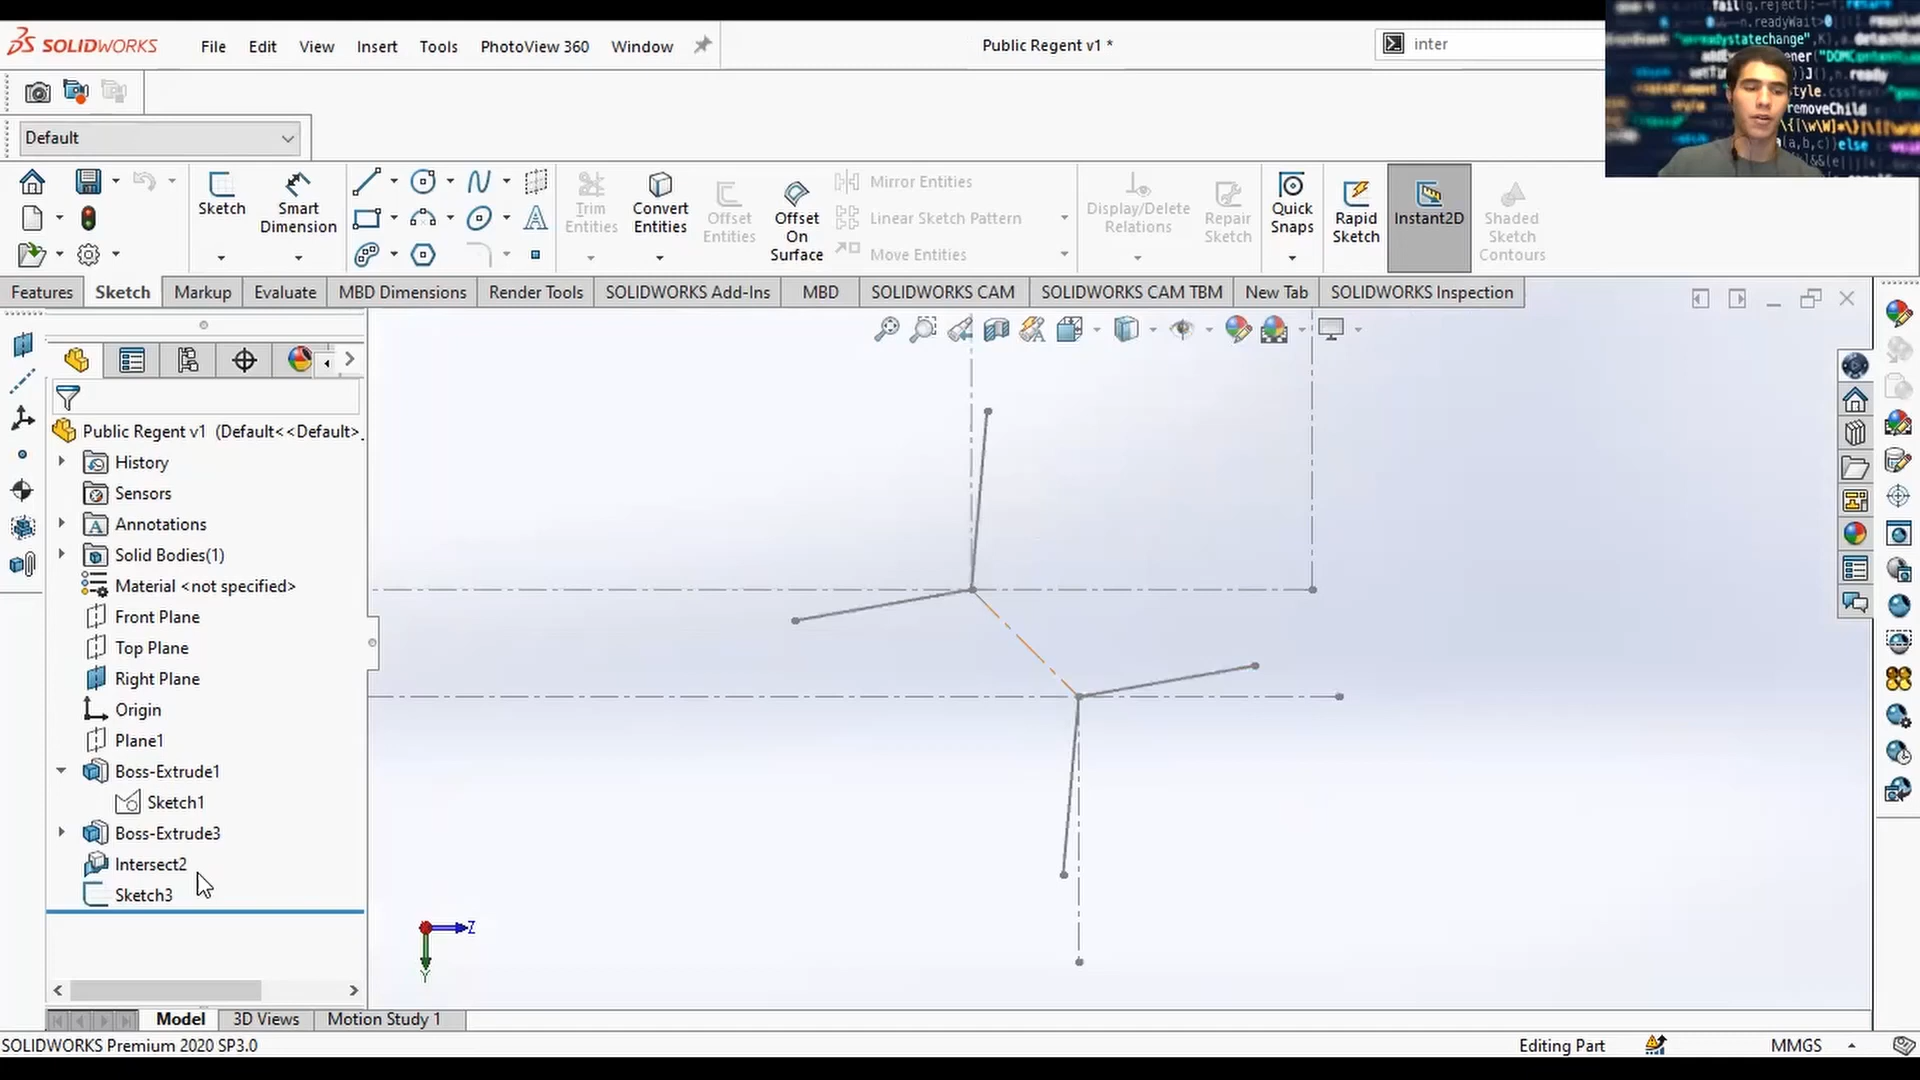 SOLIDWORKS
File Edit View Insert Tools PhotoView 360 Window
Public Regent v1 *
inter
Default
Sketch
Smart Dimension
Trim Entities
Convert Entities
Offset Entities
Offset On Surface
Mirror Entities
Linear Sketch Pattern
Move Entities
Display/Delete Relations
Repair Sketch
Quick Snaps
Rapid Sketch
Instant2D
Shaded Sketch Contours
Features Sketch Markup Evaluate MBD Dimensions Render Tools SOLIDWORKS Add-Ins MBD SOLIDWORKS CAM SOLIDWORKS CAM TBM New Tab SOLIDWORKS Inspection
Public Regent v1 (Default<<Default>
History
Sensors
Annotations
Solid Bodies(1)
Material <not specified>
Front Plane
Top Plane
Right Plane
Origin
Plane1
Boss-Extrude1
Sketch1
Boss-Extrude3
Intersect2
Sketch3
Z
Y
Model 3D Views Motion Study 1
SOLIDWORKS Premium 2020 SP3.0
Editing Part
MMGS
removeChild